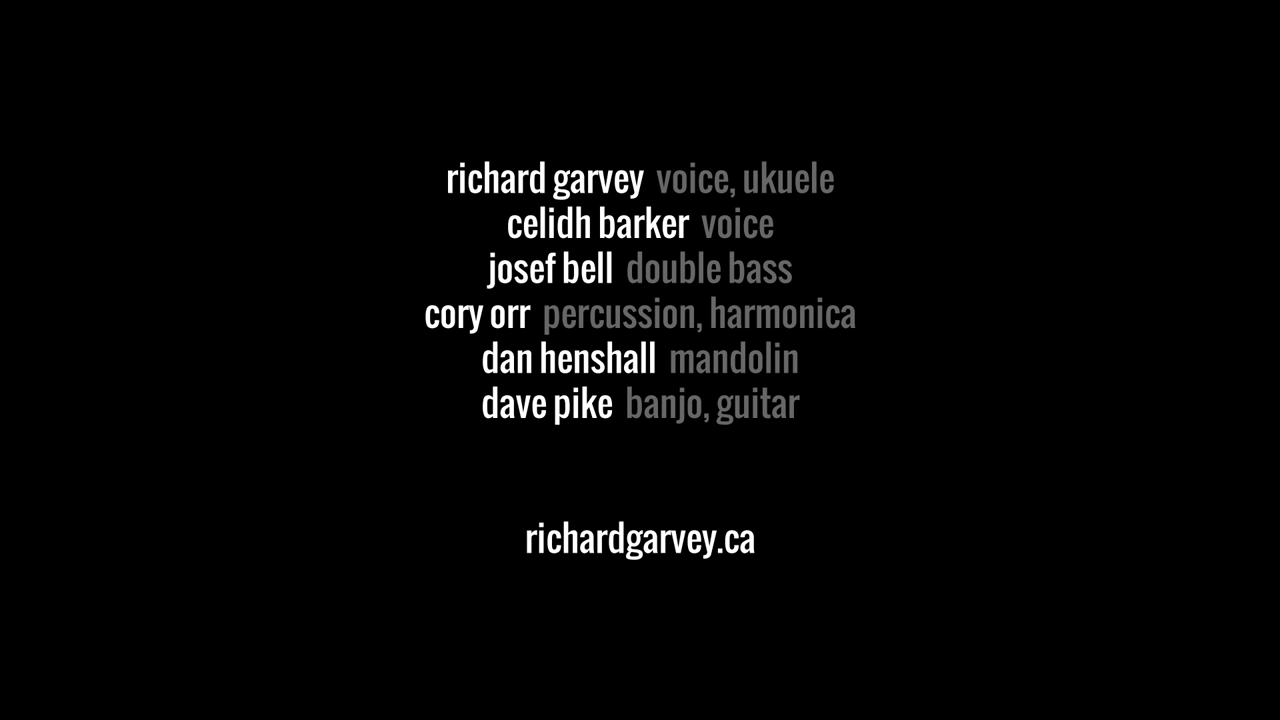 richard garvey voice, ukuele
celidh barker voice
josef bell double bass
cory orr percussion, harmonica
dan henshall mandolin
dave pike banjo, guitar
richardgarvey.ca